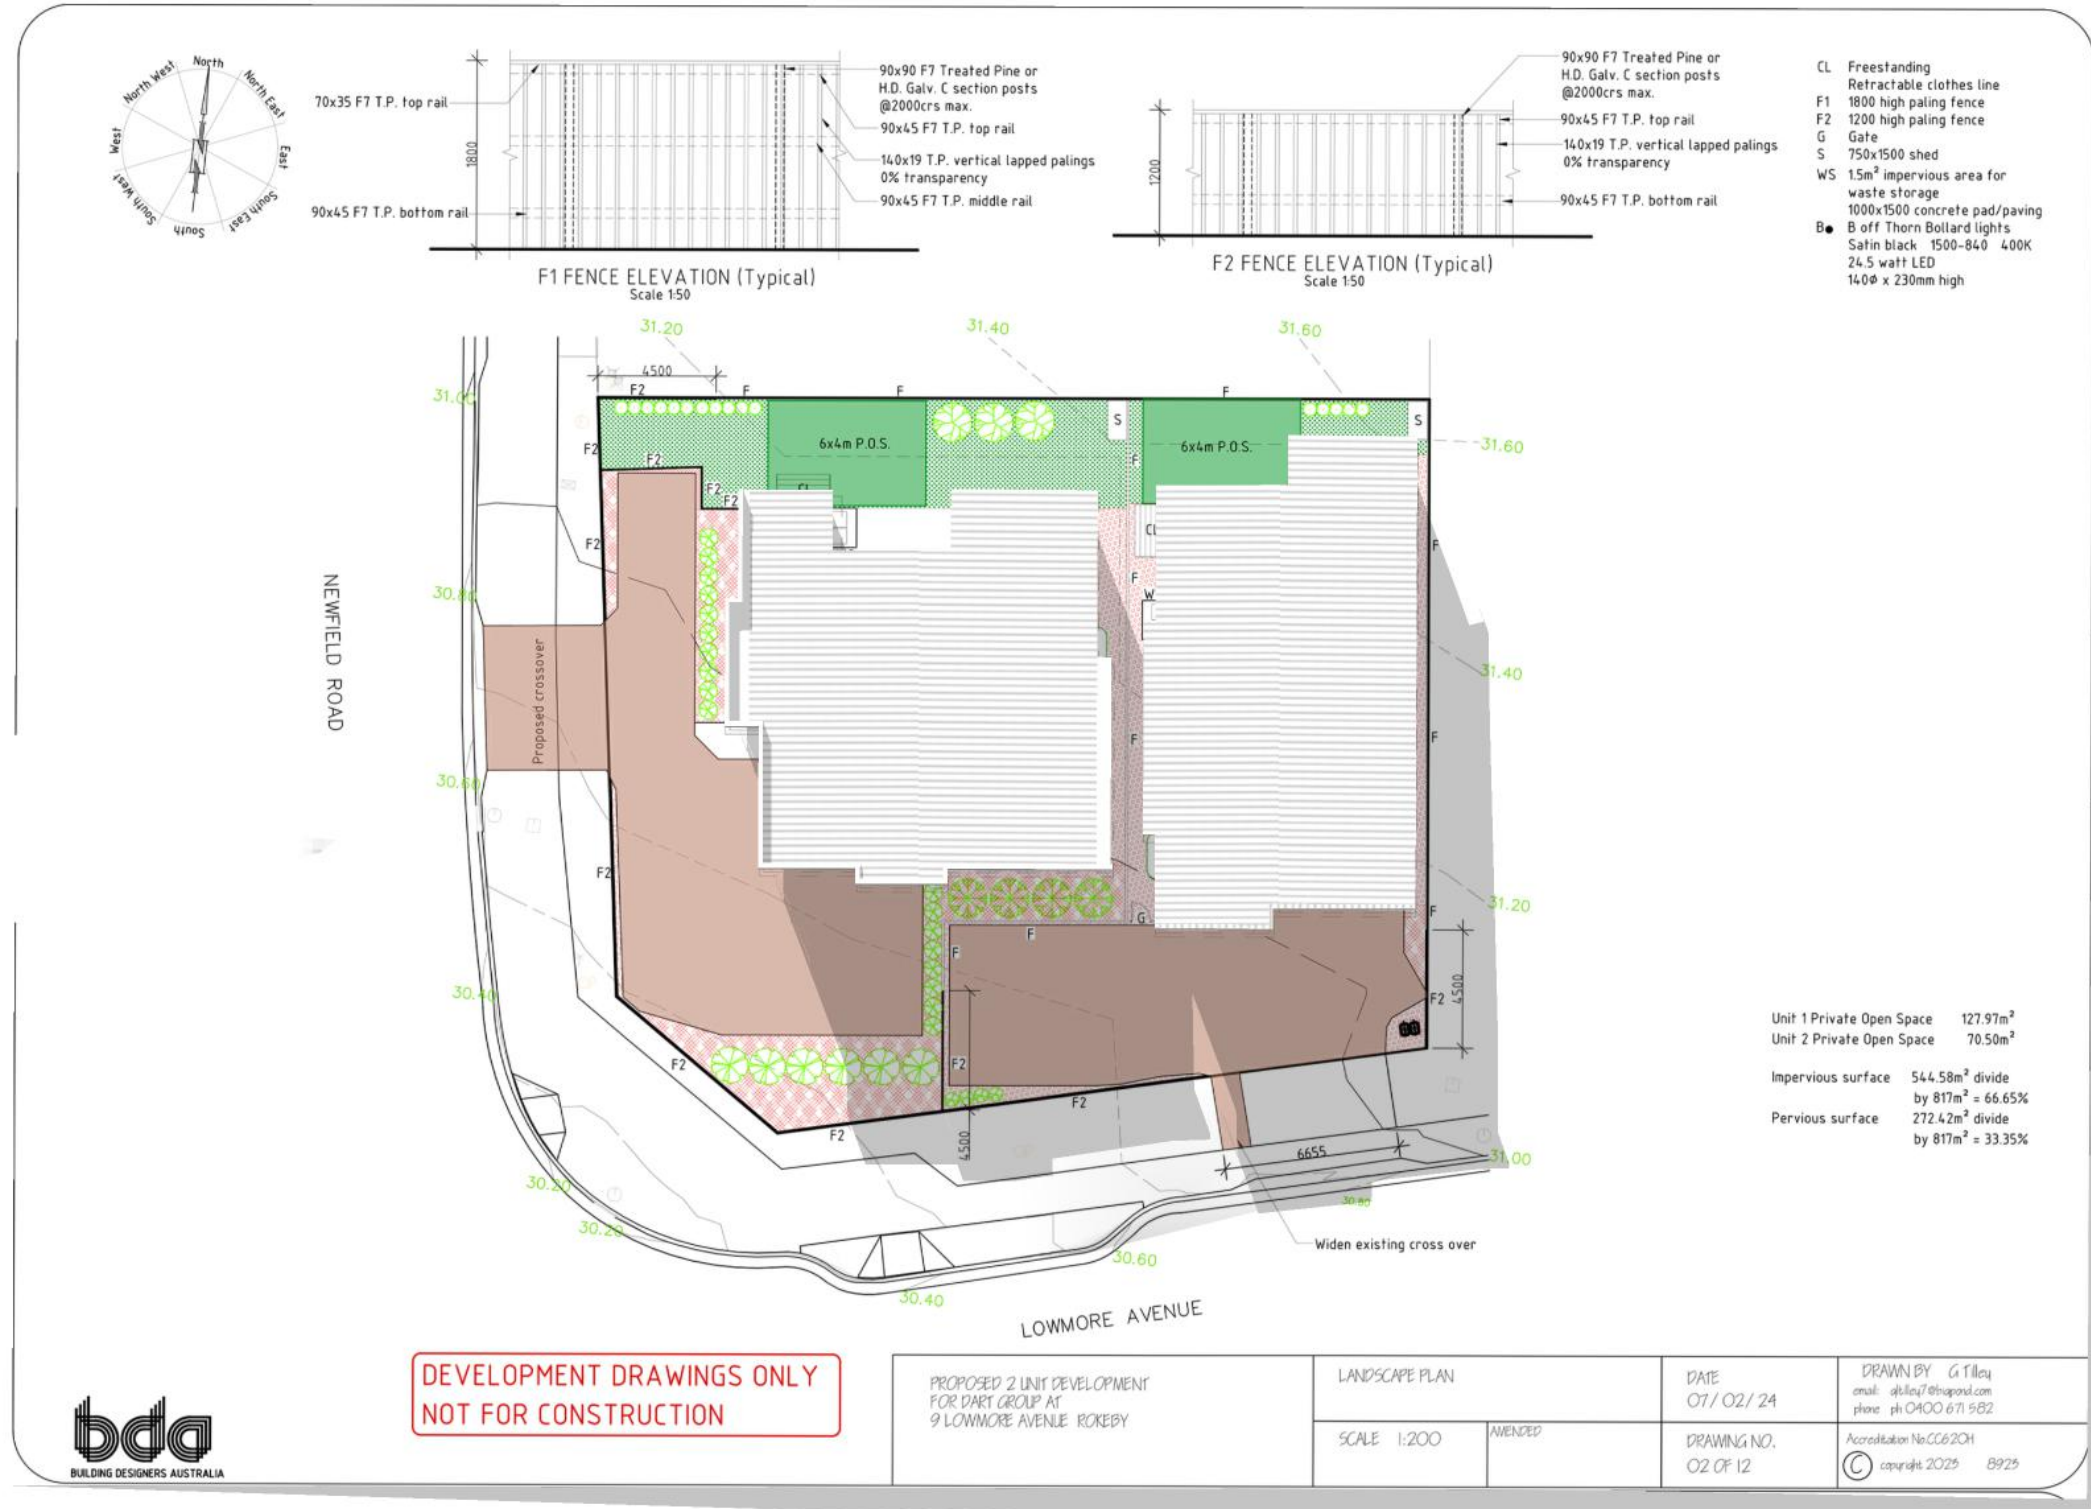 North
North East
East
South East
South
South West
West
North West
70x35 F7 T.P. top rail
90x45 F7 T.P. bottom rail
1800
90x90 F7 Treated Pine or
H.D. Galv. C section posts
@2000crs max.
90x45 F7 T.P. top rail
140x19 T.P. vertical lapped palings
0% transparency
90x45 F7 T.P. middle rail
F1 FENCE ELEVATION (Typical)
Scale 1:50
1200
90x90 F7 Treated Pine or
H.D. Galv. C section posts
@2000crs max.
90x45 F7 T.P. top rail
140x19 T.P. vertical lapped palings
0% transparency
90x45 F7 T.P. bottom rail
F2 FENCE ELEVATION (Typical)
Scale 1:50
CL Freestanding
Retractable clothes line
F1 1800 high paling fence
F2 1200 high paling fence
G Gate
S 750x1500 shed
WS 1.5m² impervious area for
waste storage
1000x1500 concrete pad/paving
B● B off Thorn Bollard lights
Satin black 1500-840 400K
24.5 watt LED
140ϕ x 230mm high
31.20
31.40
31.60
4500
31.00
F2
F
F
F
F2
F2
6x4m P.O.S.
S
6x4m P.O.S.
S
31.60
F
F2
F2
CL
F2
F
F
W
30.80
NEWFIELD ROAD
Proposed crossover
31.40
F
F
30.60
F2
31.20
F
G
F
F
4500
30.40
F2
F2
F2
F2
F2
4500
6655
31.00
30.20
30.80
30.20
30.60
Widen existing cross over
30.40
LOWMORE AVENUE
Unit 1 Private Open Space 127.97m²
Unit 2 Private Open Space 70.50m²
Impervious surface 544.58m² divide
by 817m² = 66.65%
Pervious surface 272.42m² divide
by 817m² = 33.35%
DEVELOPMENT DRAWINGS ONLY
NOT FOR CONSTRUCTION
bda
BUILDING DESIGNERS AUSTRALIA
PROPOSED 2 UNIT DEVELOPMENT
FOR DART GROUP AT
9 LOWMORE AVENUE ROKEBY
LANDSCAPE PLAN
SCALE 1:200
AMENDED
DATE
07/02/24
DRAWING NO.
02 OF 12
DRAWN BY G Tilley
email: gltilley7@bigpond.com
phone ph 0400 671 582
Accreditation No.CC620H
© copyright 2023 8923